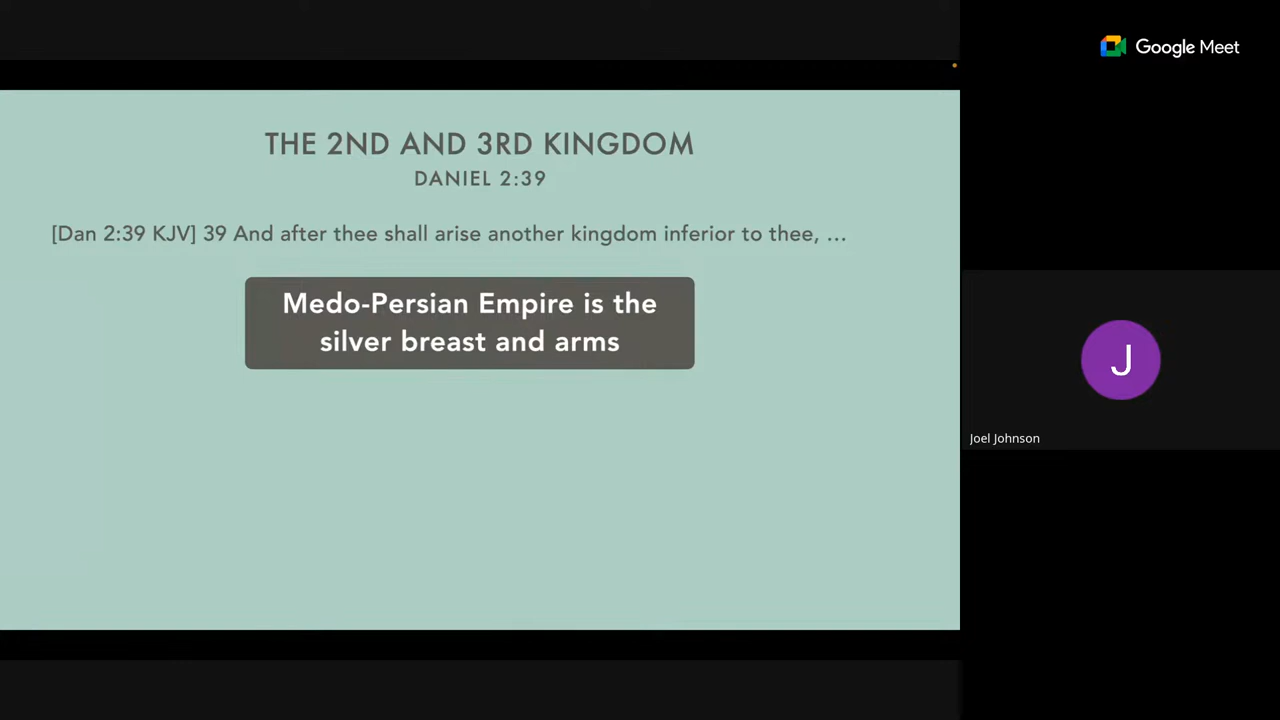 Google Meet
THE 2ND AND 3RD KINGDOM
DANIEL 2:39
[Dan 2:39 KJV] 39 And after thee shall arise another kingdom inferior to thee, ...
Medo-Persian Empire is the
silver breast and arms
J
Joel Johnson